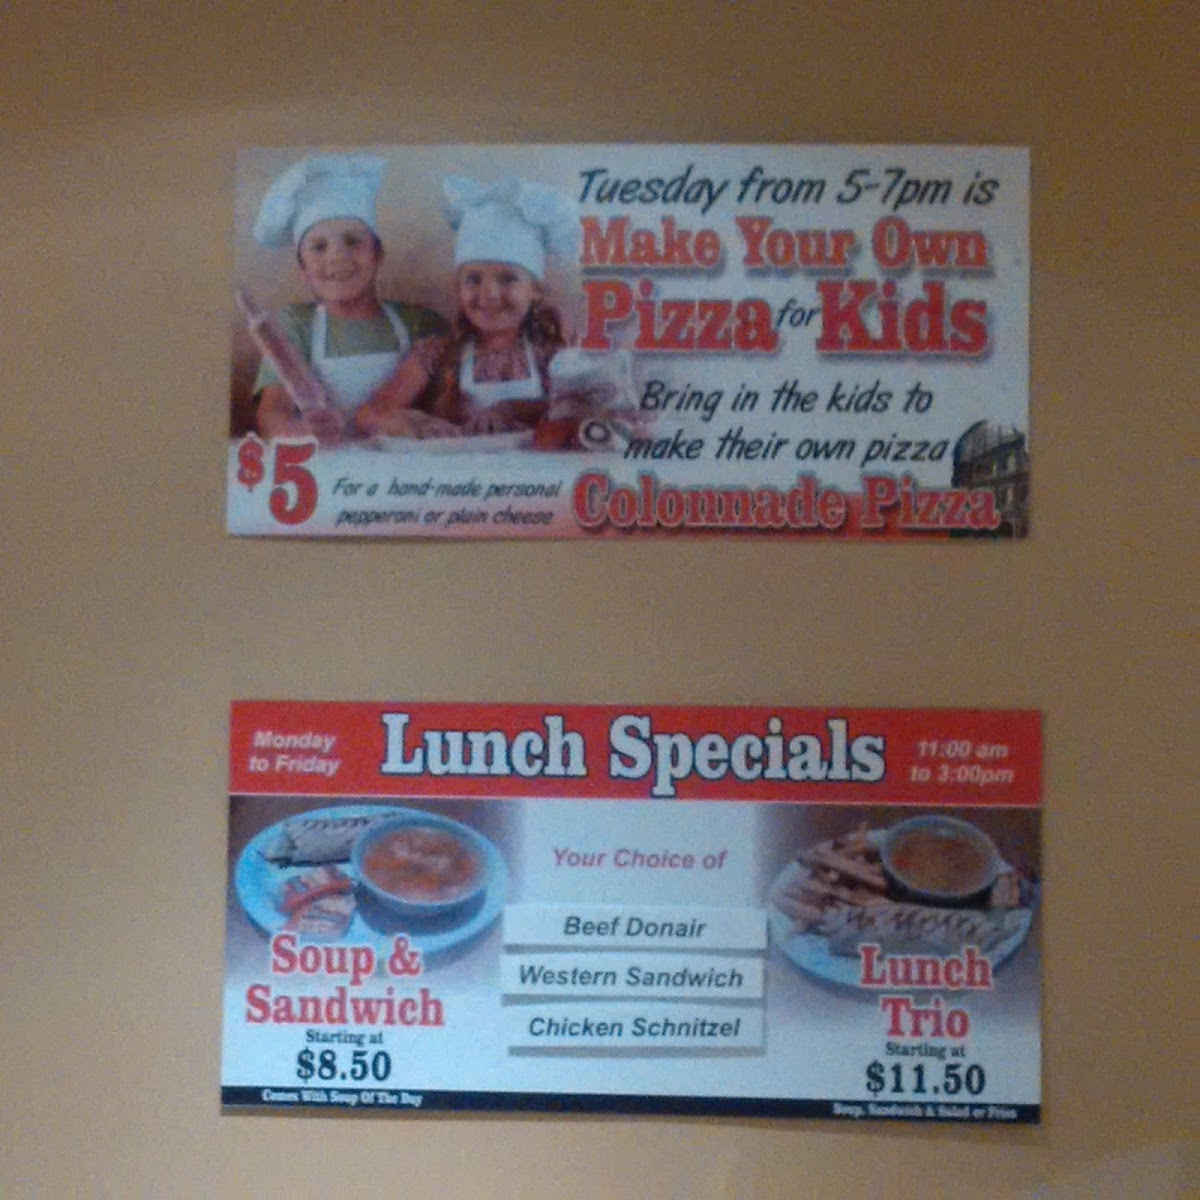 Tuesday from 5-7pm is
Make Your Own
Pizza for Kids
Bring in the kids to
make their own pizza
$5
For a hand-made personal
pepperoni or plain cheese
Colonnade Pizza
Monday
to Friday
Lunch Specials
11:00 am
to 3:00pm
Your Choice of
Beef Donair
Western Sandwich
Chicken Schnitzel
Soup &
Sandwich
Starting at
$8.50
Comes With Soup Of The Day
Lunch
Trio
Starting at
$11.50
Soup, Sandwich & Salad or Fries